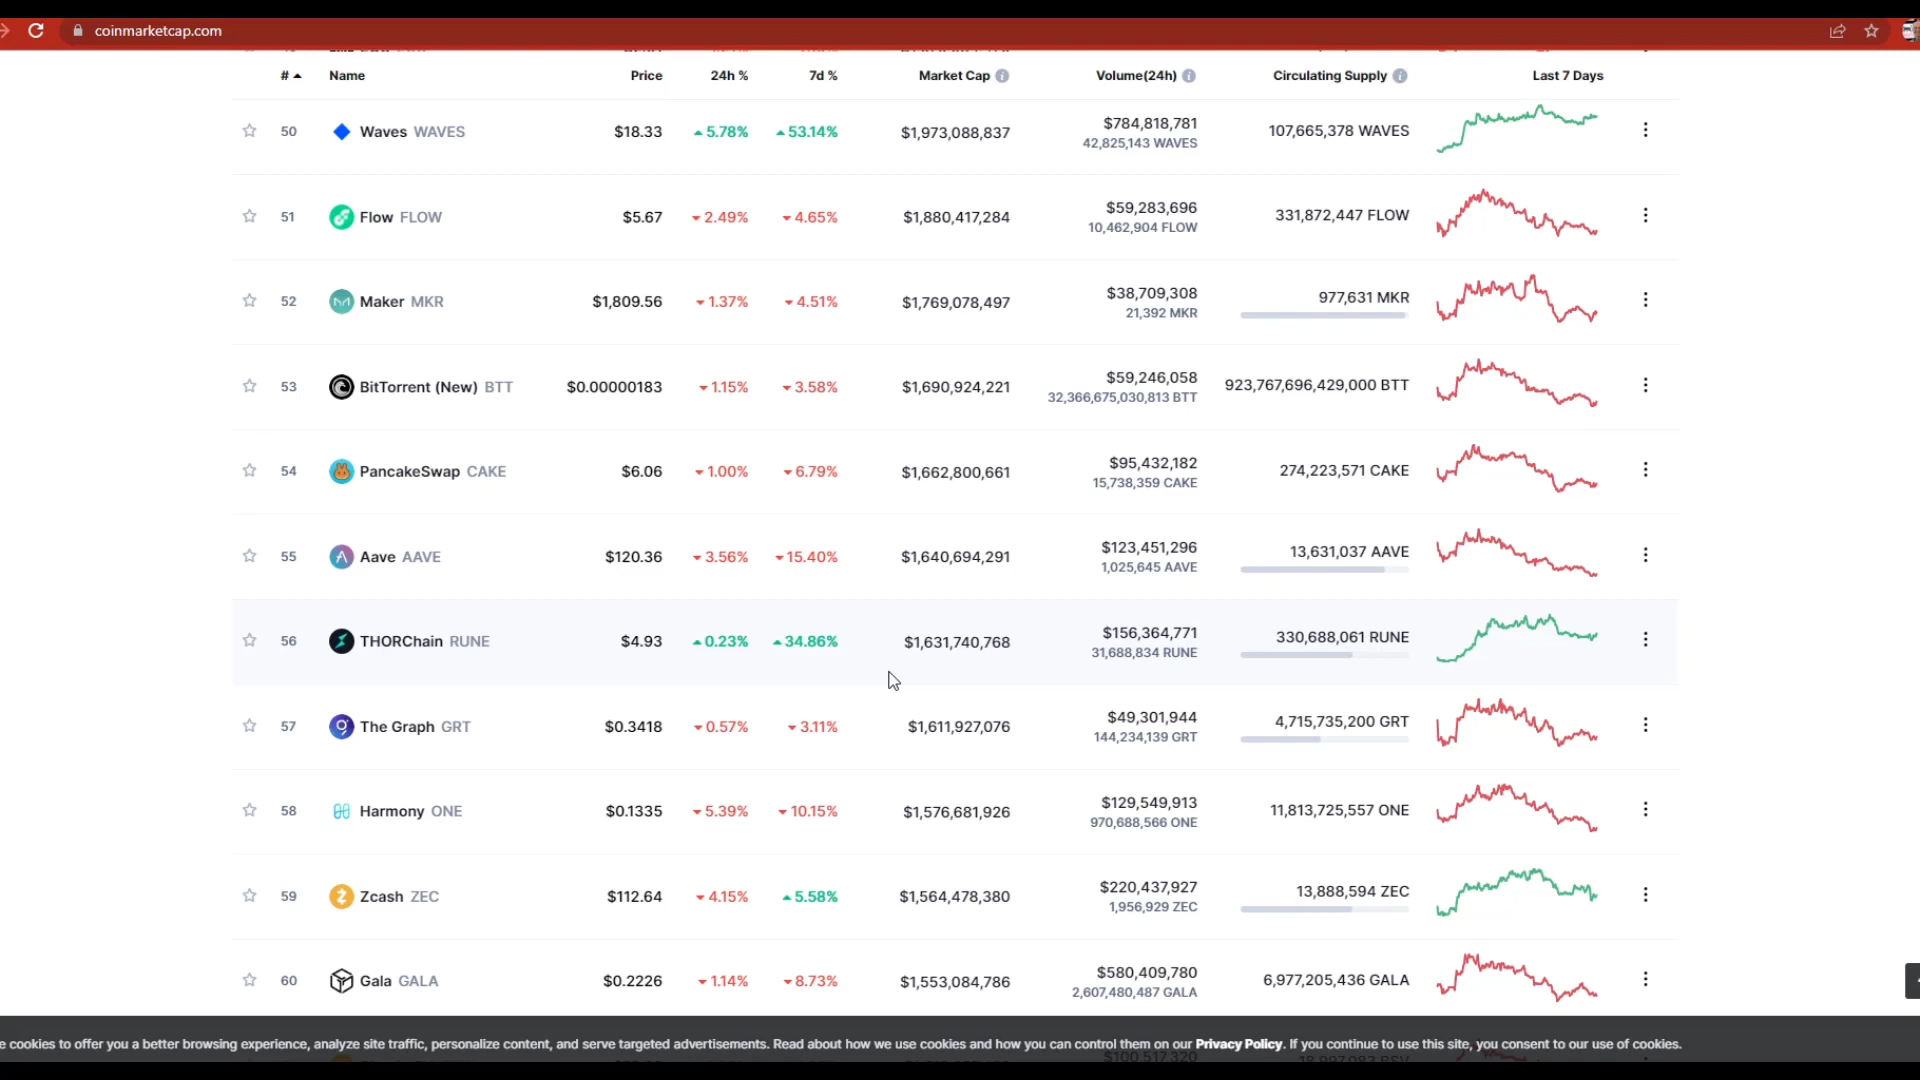 coinmarketcap.com
# Name Price 24h % 7d % Market Cap Volume(24h) Circulating Supply Last 7 Days
50 Waves WAVES $18.33 5.78% 53.14% $1,973,088,837 $784,818,781 107,665,378 WAVES
42,825,143 WAVES
51 Flow FLOW $5.67 2.49% 4.65% $1,880,417,284 $59,283,696 331,872,447 FLOW
10,462,904 FLOW
52 Maker MKR $1,809.56 1.37% 4.51% $1,769,078,497 $38,709,308 977,631 MKR
21,392 MKR
53 BitTorrent (New) BTT $0.00000183 1.15% 3.58% $1,690,924,221 $59,246,058 923,767,696,429,000 BTT
32,366,675,030,813 BTT
54 PancakeSwap CAKE $6.06 1.00% 6.79% $1,662,800,661 $95,432,182 274,223,571 CAKE
15,738,359 CAKE
55 Aave AAVE $120.36 3.56% 15.40% $1,640,694,291 $123,451,296 13,631,037 AAVE
1,025,645 AAVE
56 THORChain RUNE $4.93 0.23% 34.86% $1,631,740,768 $156,364,771 330,688,061 RUNE
31,688,834 RUNE
57 The Graph GRT $0.3418 0.57% 3.11% $1,611,927,076 $49,301,944 4,715,735,200 GRT
144,234,139 GRT
58 Harmony ONE $0.1335 5.39% 10.15% $1,576,681,926 $129,549,913 11,813,725,557 ONE
970,688,566 ONE
59 Zcash ZEC $112.64 4.15% 5.58% $1,564,478,380 $220,437,927 13,888,594 ZEC
1,956,929 ZEC
60 Gala GALA $0.2226 1.14% 8.73% $1,553,084,786 $580,409,780 6,977,205,436 GALA
2,607,480,487 GALA
e cookies to offer you a better browsing experience, analyze site traffic, personalize content, and serve targeted advertisements. Read about how we use cookies and how you can control them on our Privacy Policy. If you continue to use this site, you consent to our use of cookies.